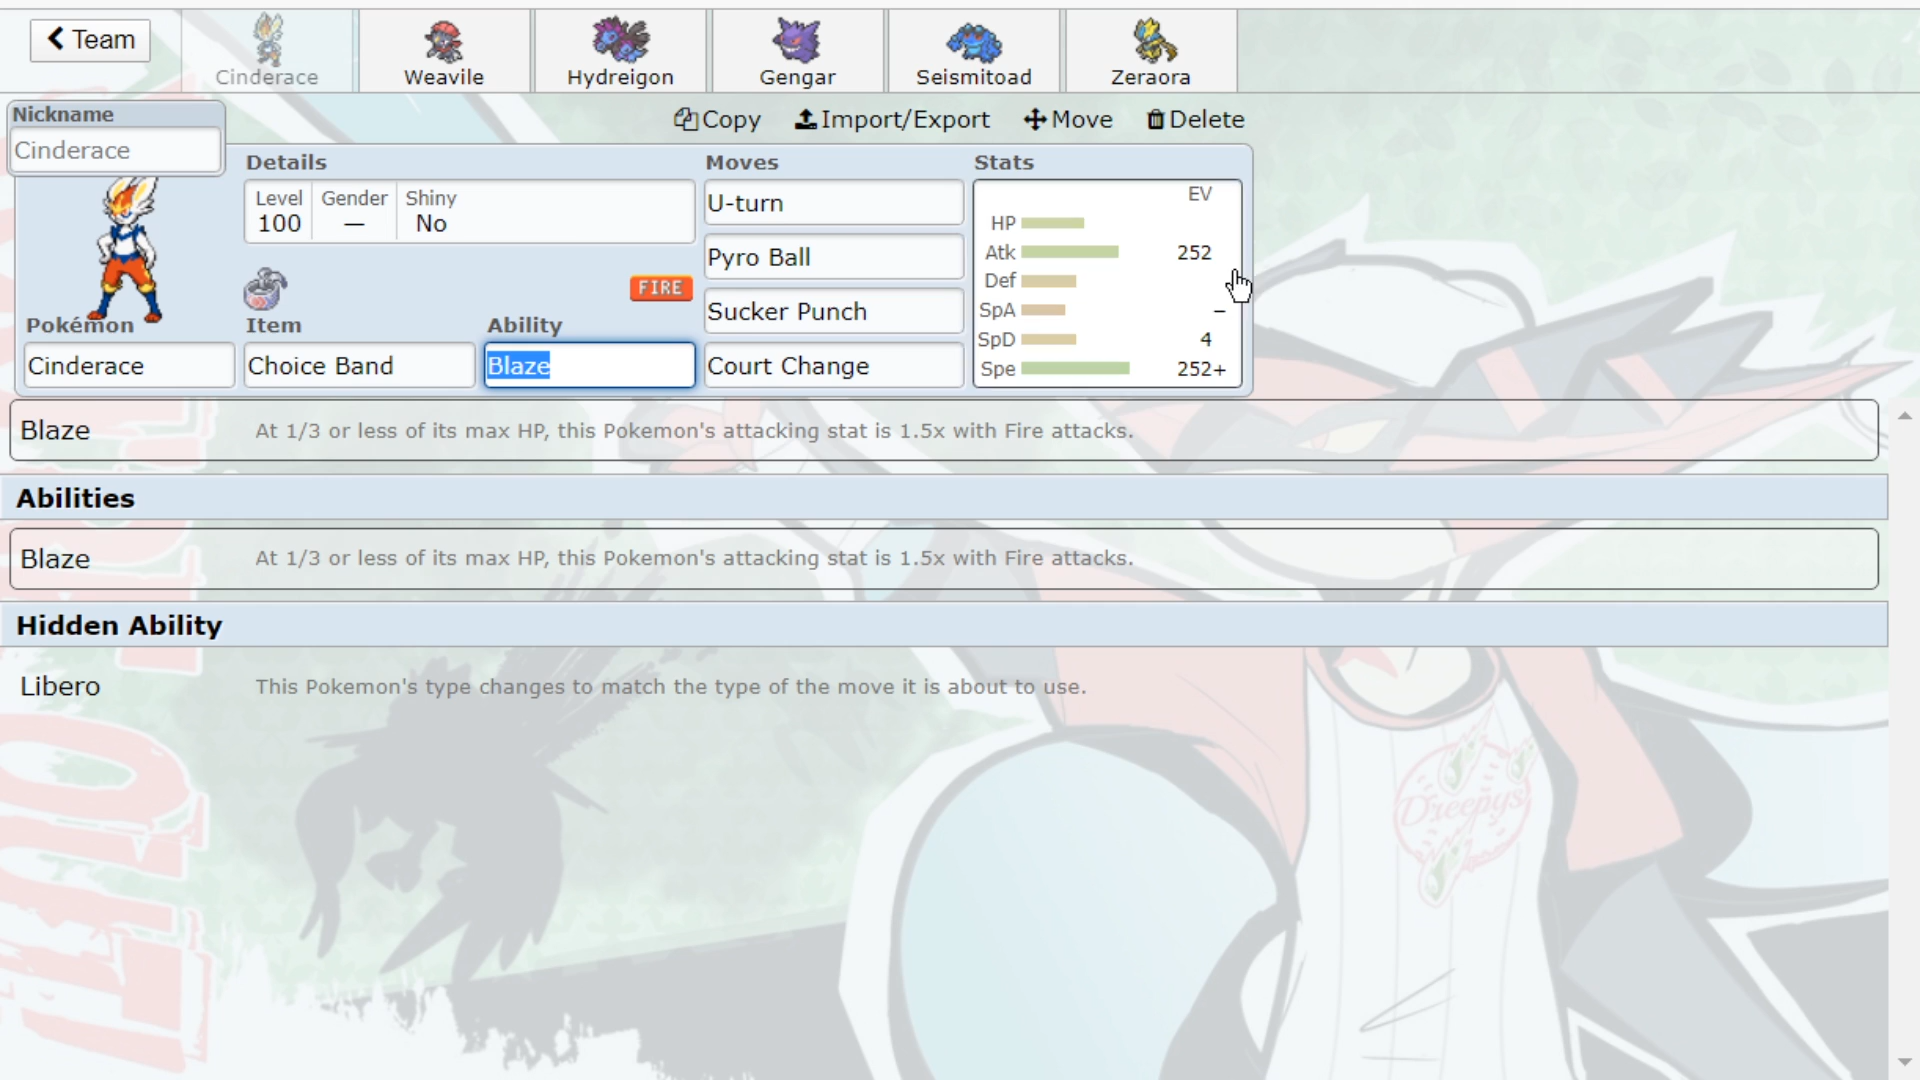 Team
Cinderace
Weavile
Hydreigon
Gengar
Seismitoad
Zeraora
Nickname
Cinderace
Copy
Import/Export
Move
Delete
Details
Moves
Stats
Level
Gender
Shiny
100
—
No
U-turn
Pyro Ball
Sucker Punch
Court Change
EV
HP
Atk 252
Def
SpA –
SpD 4
Spe 252+
FIRE
Pokémon
Item
Ability
Cinderace
Choice Band
Blaze
Blaze At 1/3 or less of its max HP, this Pokemon's attacking stat is 1.5x with Fire attacks.
Abilities
Blaze At 1/3 or less of its max HP, this Pokemon's attacking stat is 1.5x with Fire attacks.
Hidden Ability
Libero This Pokemon's type changes to match the type of the move it is about to use.
Dreepys